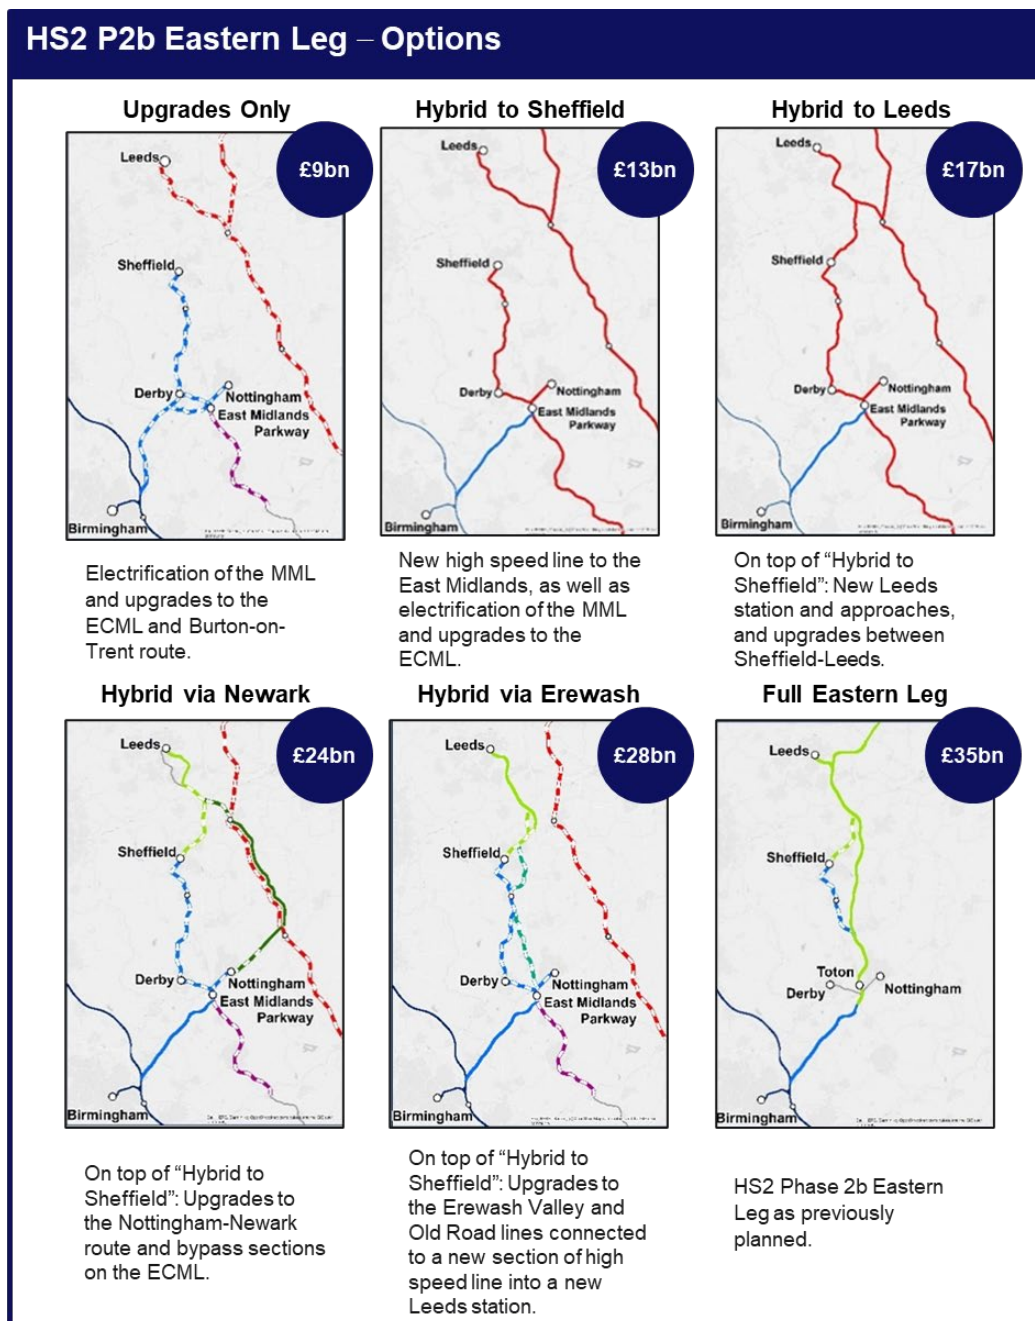 HS2 P2b Eastern Leg – Options
Upgrades Only
£9bn
Leeds
Sheffield
Derby
Nottingham
East Midlands
Parkway
Birmingham
Electrification of the MML
and upgrades to the
ECML and Burton-on-
Trent route.
Hybrid to Sheffield
£13bn
Leeds
Sheffield
Derby
Nottingham
East Midlands
Parkway
Birmingham
New high speed line to the
East Midlands, as well as
electrification of the MML
and upgrades to the
ECML.
Hybrid to Leeds
£17bn
Leeds
Sheffield
Derby
Nottingham
East Midlands
Parkway
Birmingham
On top of “Hybrid to
Sheffield”: New Leeds
station and approaches,
and upgrades between
Sheffield-Leeds.
Hybrid via Newark
£24bn
Leeds
Sheffield
Derby
Nottingham
East Midlands
Parkway
Birmingham
On top of “Hybrid to
Sheffield”: Upgrades to
the Nottingham-Newark
route and bypass sections
on the ECML.
Hybrid via Erewash
£28bn
Leeds
Sheffield
Derby
Nottingham
East Midlands
Parkway
Birmingham
On top of “Hybrid to
Sheffield”: Upgrades to
the Erewash Valley and
Old Road lines connected
to a new section of high
speed line into a new
Leeds station.
Full Eastern Leg
£35bn
Leeds
Sheffield
Toton
Derby
Nottingham
Birmingham
HS2 Phase 2b Eastern
Leg as previously
planned.